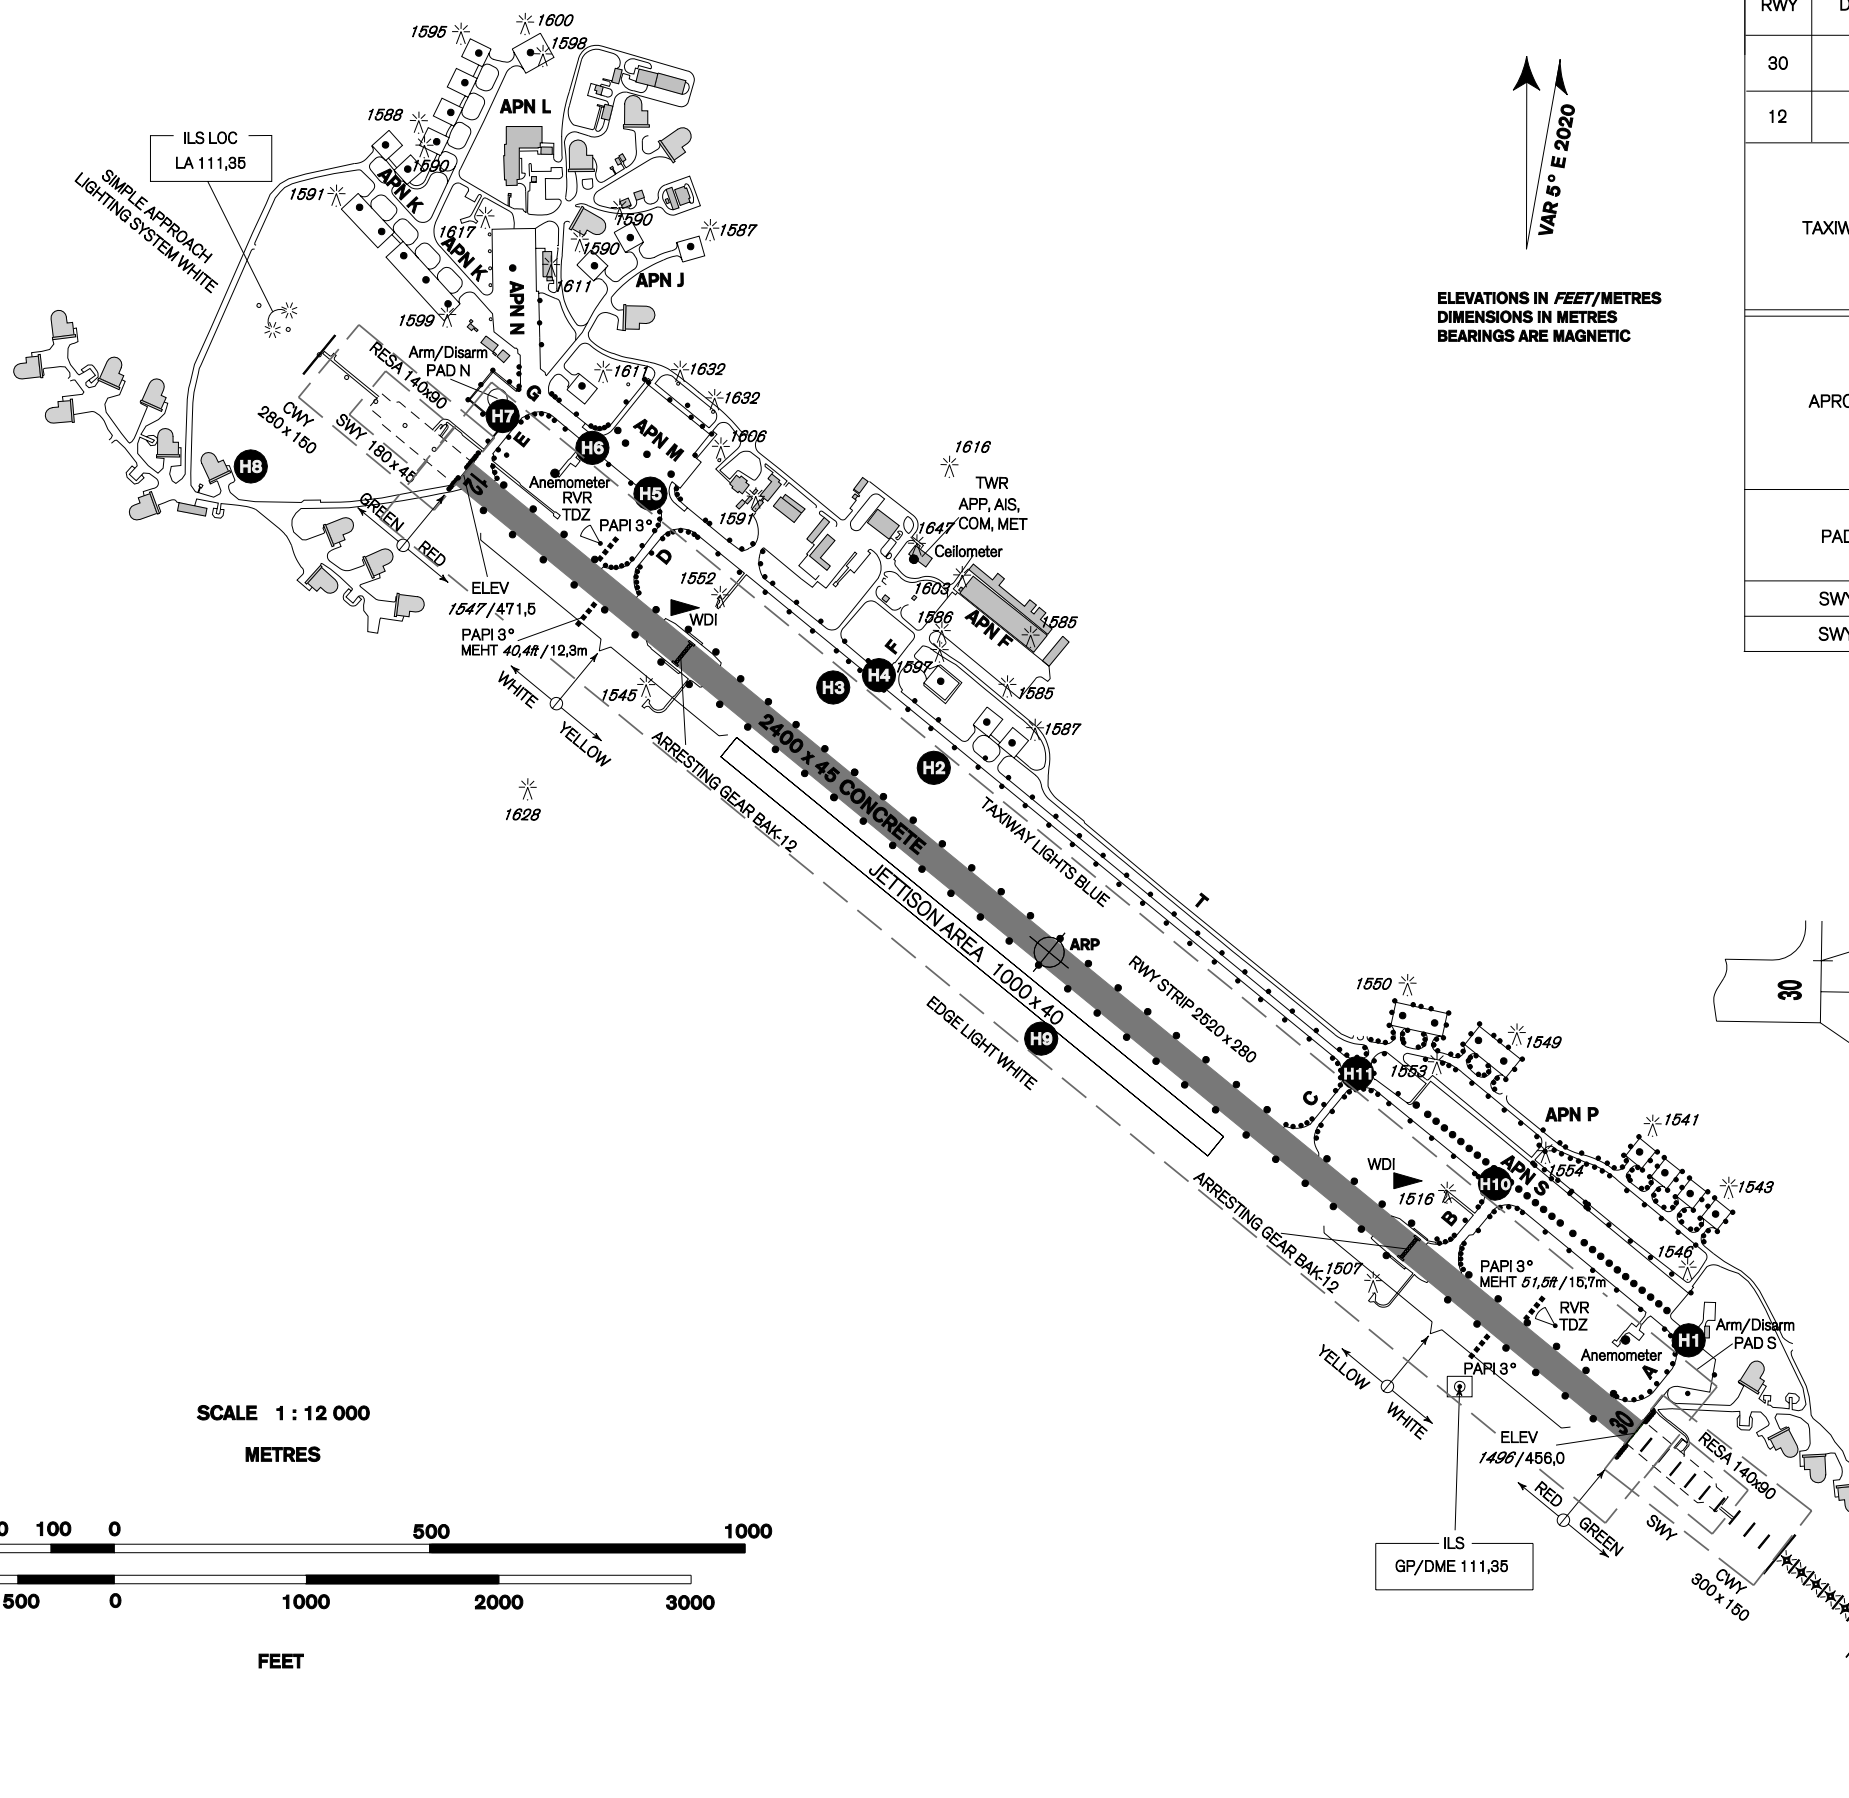 1595
1600
1598
RWY
D
30
12
TAXIW
APRO
PAD
SWY
SWY
APN L
1588
ILS LOC
LA 111,35
1590
APN K
1591
SIMPLE APPROACH
LIGHTING SYSTEM WHITE
1617
APN K
1590
1590
1587
APN J
1611
APN N
1599
VAR 5° E 2020
ELEVATIONS IN FEET/METRES
DIMENSIONS IN METRES
BEARINGS ARE MAGNETIC
RESA 140x90
Arm/Disarm
PAD N
G
1611
1632
1632
CWY
280 x 150
SWY 180 x 45
H7
E
H6
APN M
1606
H8
12
Anemometer
RVR
TDZ
H5
PAPI 3°
D
1591
1616
TWR
APP, AIS,
COM, MET
1647
Ceilometer
GREEN
RED
ELEV
1547 / 471,5
1552
WDI
PAPI 3°
MEHT 40,4ft / 12,3m
1603
1586
APN F
1585
F
1597
H3
H4
1585
1587
WHITE
YELLOW
1545
ARRESTING GEAR BAK-12
2400 x 45 CONCRETE
H2
1628
TAXIWAY LIGHTS BLUE
T
JETTISON AREA 1000 x 40
ARP
RWY STRIP 2520 x 280
H9
EDGE LIGHT WHITE
30
1550
1549
1553
H11
C
APN P
1541
WDI
1516
H10
APN S
1554
1543
B
1546
ARRESTING GEAR BAK-12
1507
PAPI 3°
MEHT 51,5ft / 15,7m
RVR
TDZ
Anemometer
H1
Arm/Disarm
PAD S
A
YELLOW
WHITE
PAPI 3°
30
ELEV
1496 / 456,0
RESA 140x90
RED
GREEN
SWY
CWY
300 x 150
ILS
GP/DME 111,35
SCALE 1 : 12 000
METRES
0 100 0 500 1000
500 0 1000 2000 3000
FEET